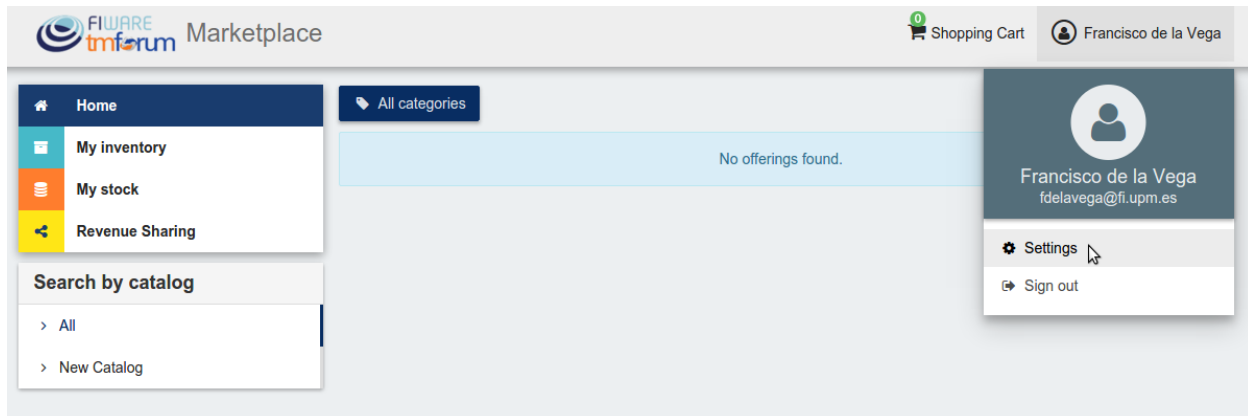 FIWARE
tmforum
Marketplace
0
Shopping Cart
Francisco de la Vega
Home
My inventory
My stock
Revenue Sharing
Search by catalog
All
New Catalog
All categories
No offerings found.
Francisco de la Vega
fdelavega@fi.upm.es
Settings
Sign out